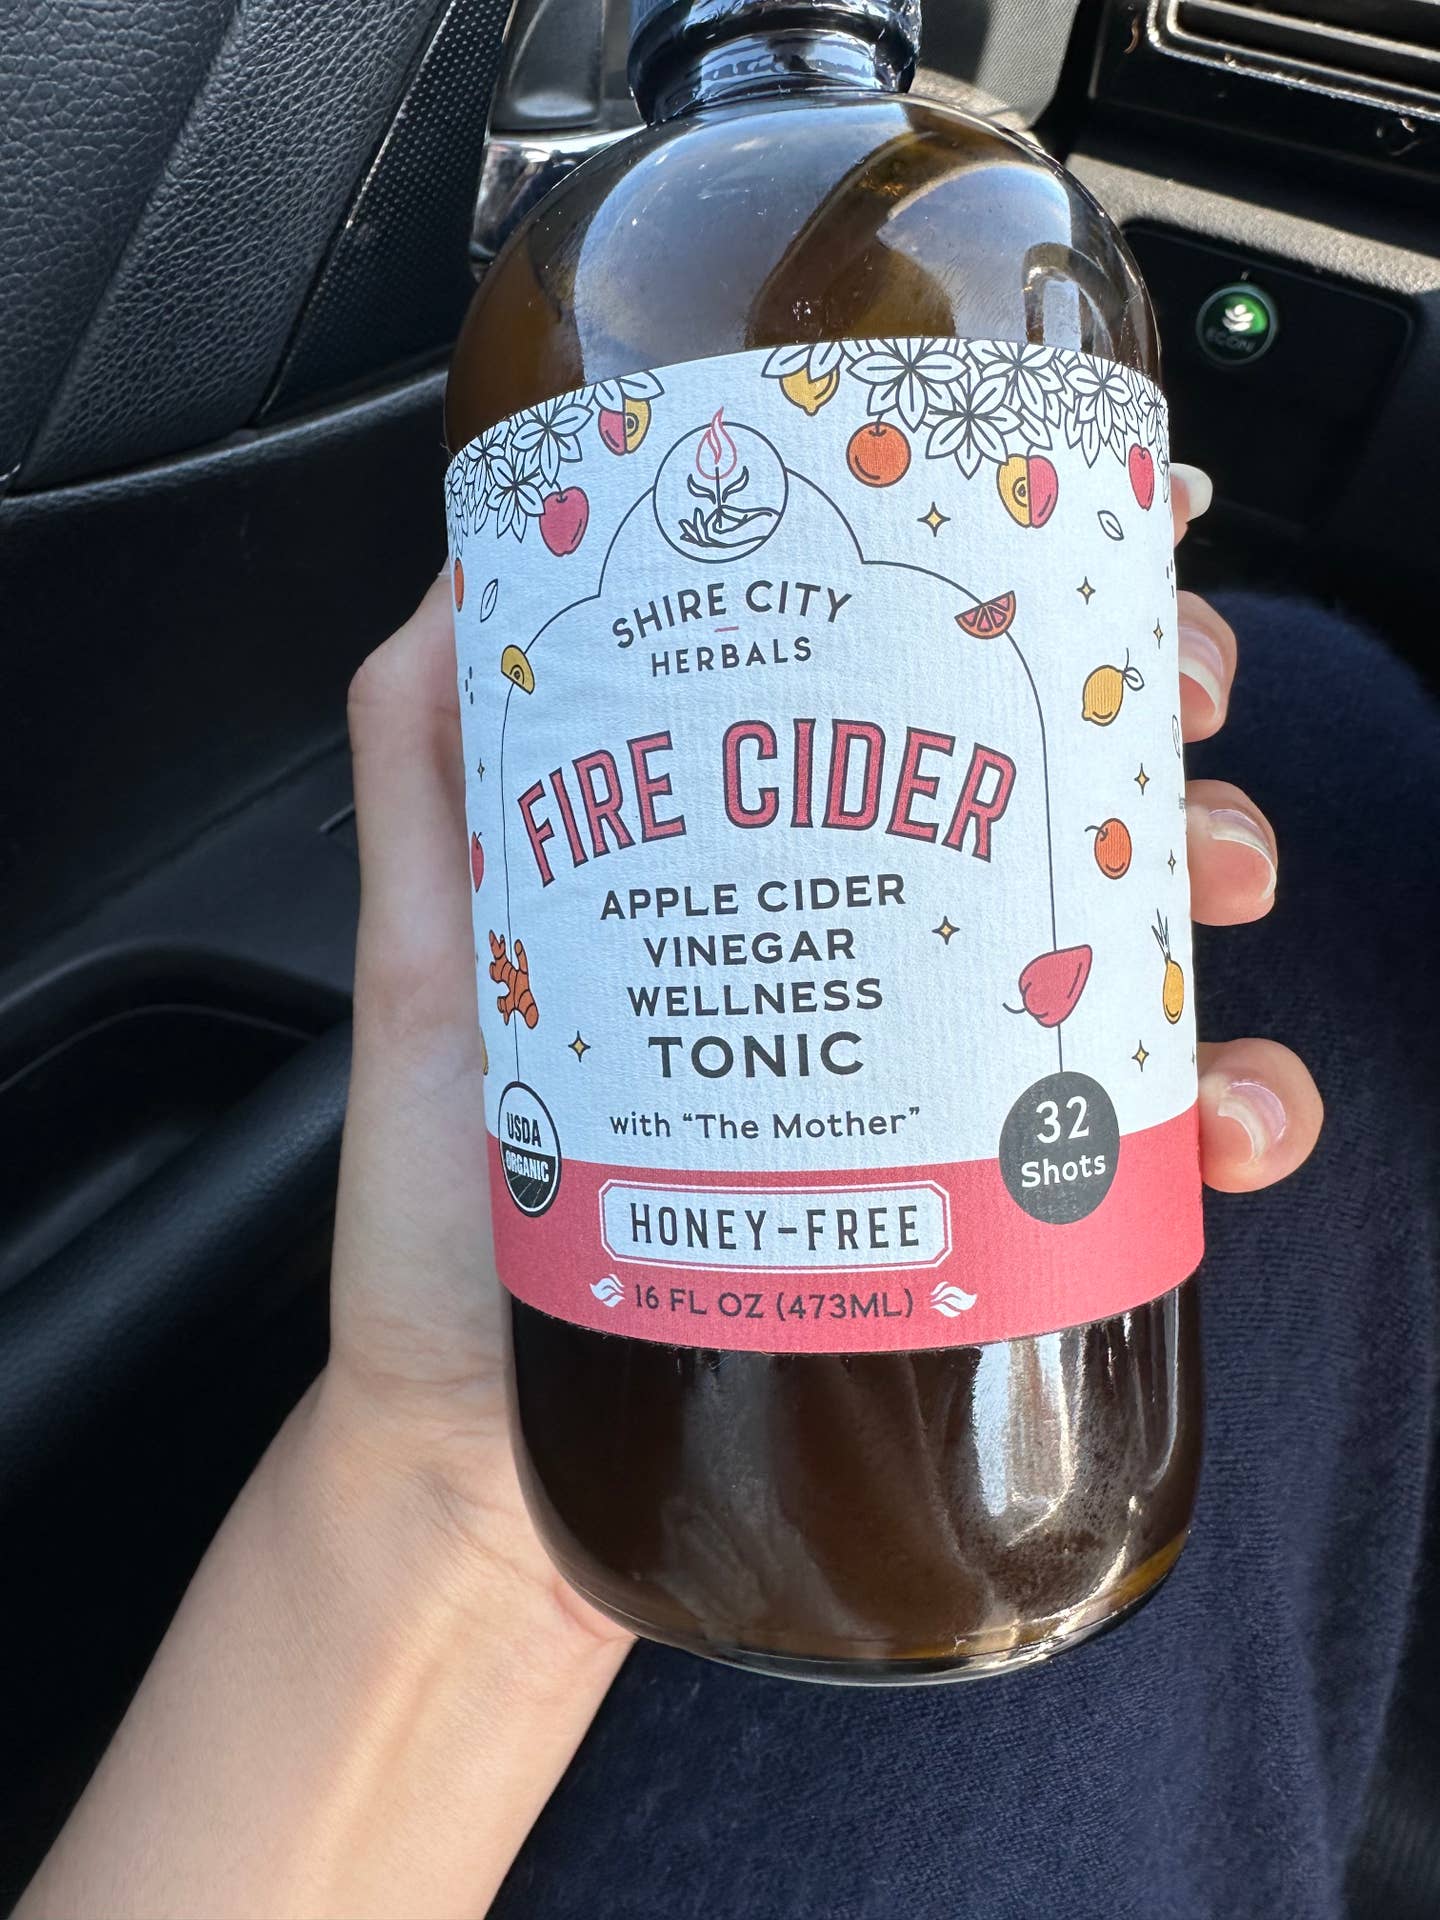 SHIRE CITY
HERBALS
FIRE CIDER
APPLE CIDER
VINEGAR
WELLNESS
TONIC
with "The Mother"
USDA
ORGANIC
32
Shots
HONEY-FREE
16 FL OZ (473ML)
ECON